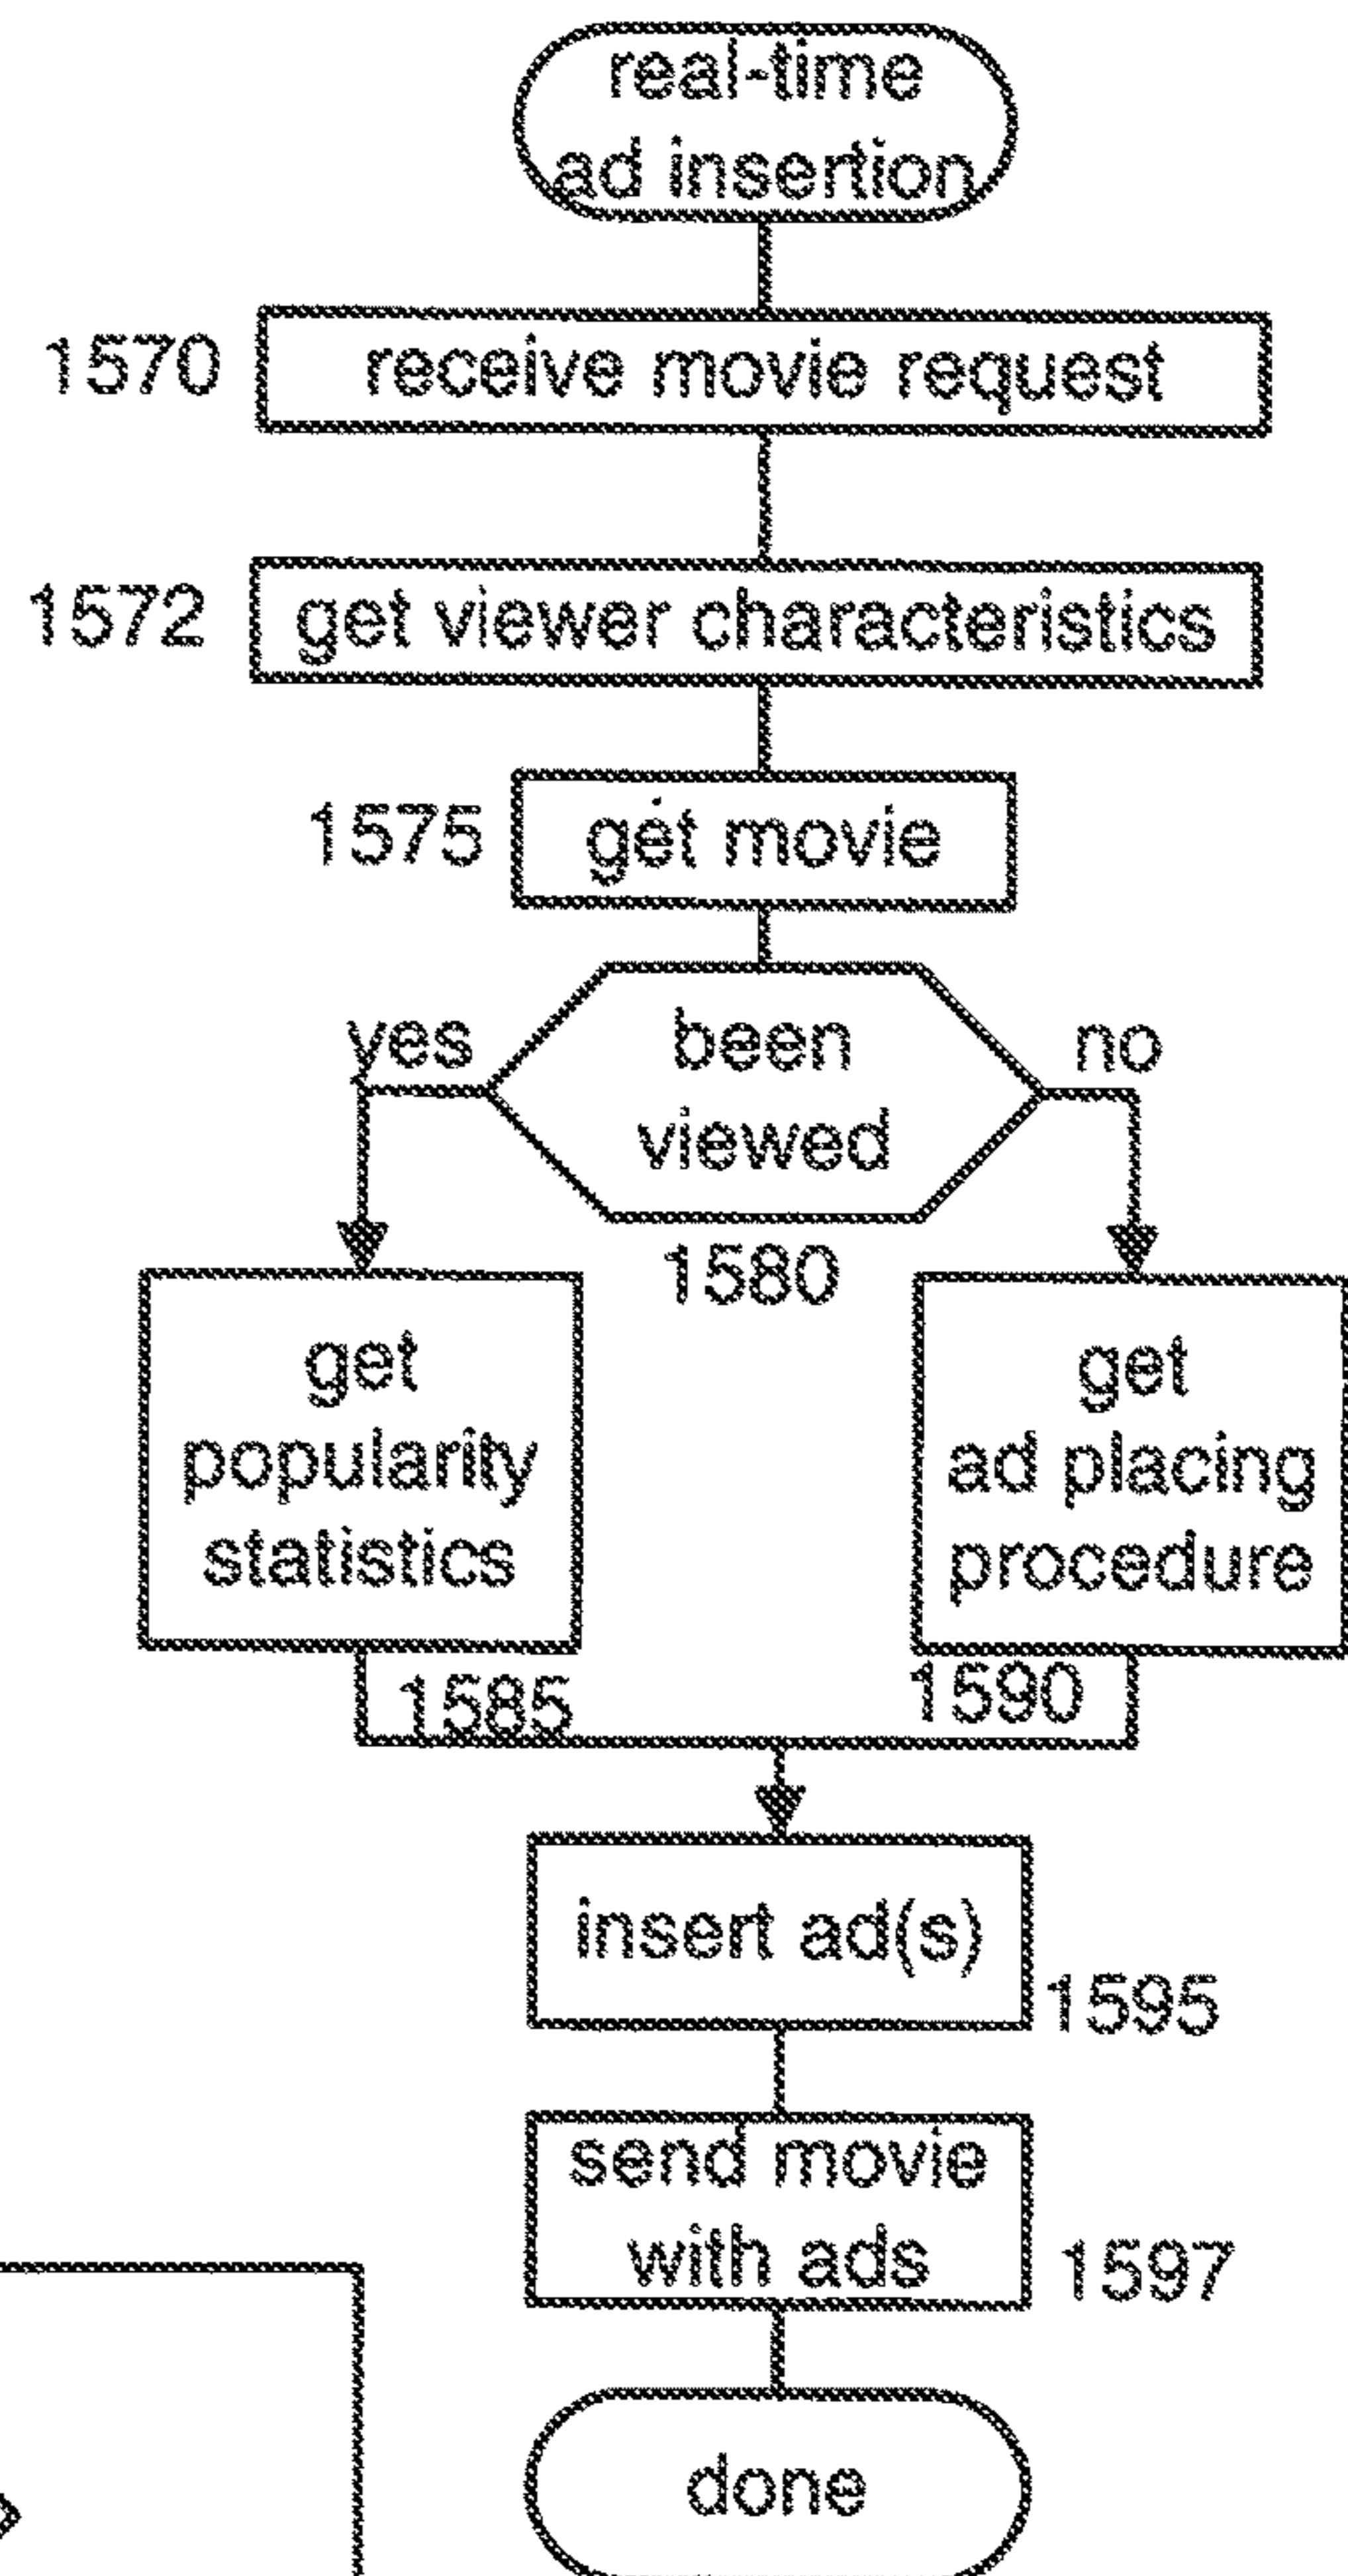 real-time
ad insertion
1570
receive movie request
1572
get viewer characteristics
1575
get movie
yes
been
viewed
no
1580
get
popularity
statistics
get
ad placing
procedure
1585
1590
insert ad(s)
1595
send movie
with ads
1597
done